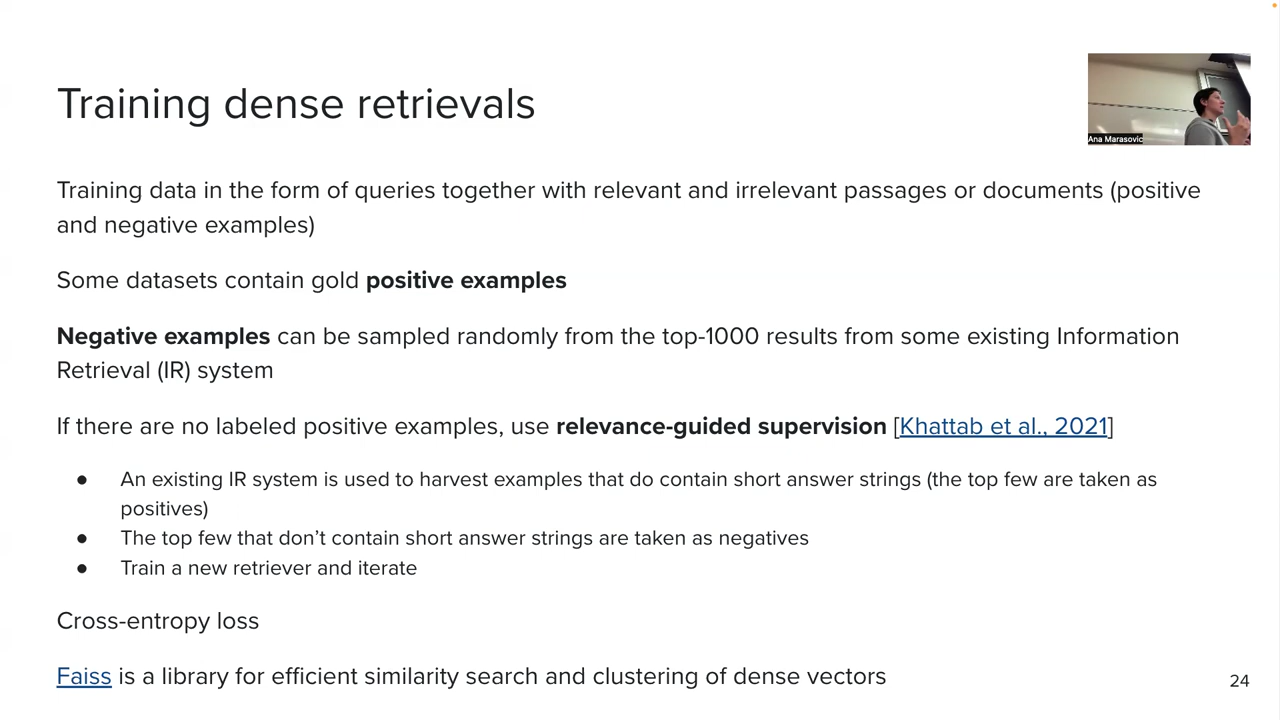 Training dense retrievals
Ana Marasovic
Training data in the form of queries together with relevant and irrelevant passages or documents (positive
and negative examples)
Some datasets contain gold positive examples
Negative examples can be sampled randomly from the top-1000 results from some existing Information
Retrieval (IR) system
If there are no labeled positive examples, use relevance-guided supervision [Khattab et al., 2021]
● An existing IR system is used to harvest examples that do contain short answer strings (the top few are taken as
positives)
● The top few that don’t contain short answer strings are taken as negatives
● Train a new retriever and iterate
Cross-entropy loss
Faiss is a library for efficient similarity search and clustering of dense vectors
24